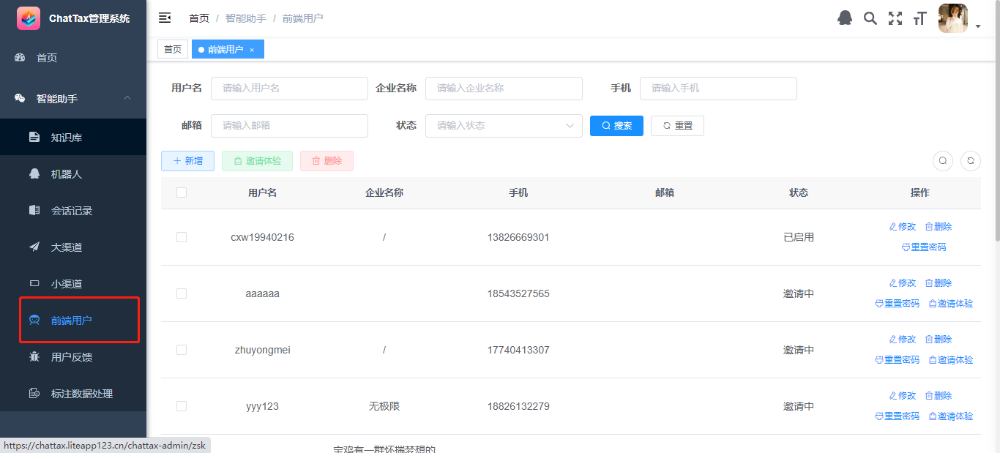 ChatTax管理系统
首页 / 智能助手 / 前端用户
首页
智能助手
知识库
机器人
会话记录
大渠道
小渠道
前端用户
用户反馈
标注数据处理
首页 前端用户 ×
用户名 请输入用户名 企业名称 请输入企业名称 手机 请输入手机
邮箱 请输入邮箱 状态 请输入状态 搜索 重置
新增 邀请体验 删除
用户名 企业名称 手机 邮箱 状态 操作
cxw19940216 / 13826669301 已启用 修改 删除
重置密码
aaaaaa 18543527565 邀请中 修改 删除
重置密码 邀请体验
zhuyongmei / 17740413307 邀请中 修改 删除
重置密码 邀请体验
yyy123 无极限 18826132279 邀请中 修改 删除
重置密码 邀请体验
宝鸡有一群怀揣梦想的
https://chattax.liteapp123.cn/chattax-admin/zsk